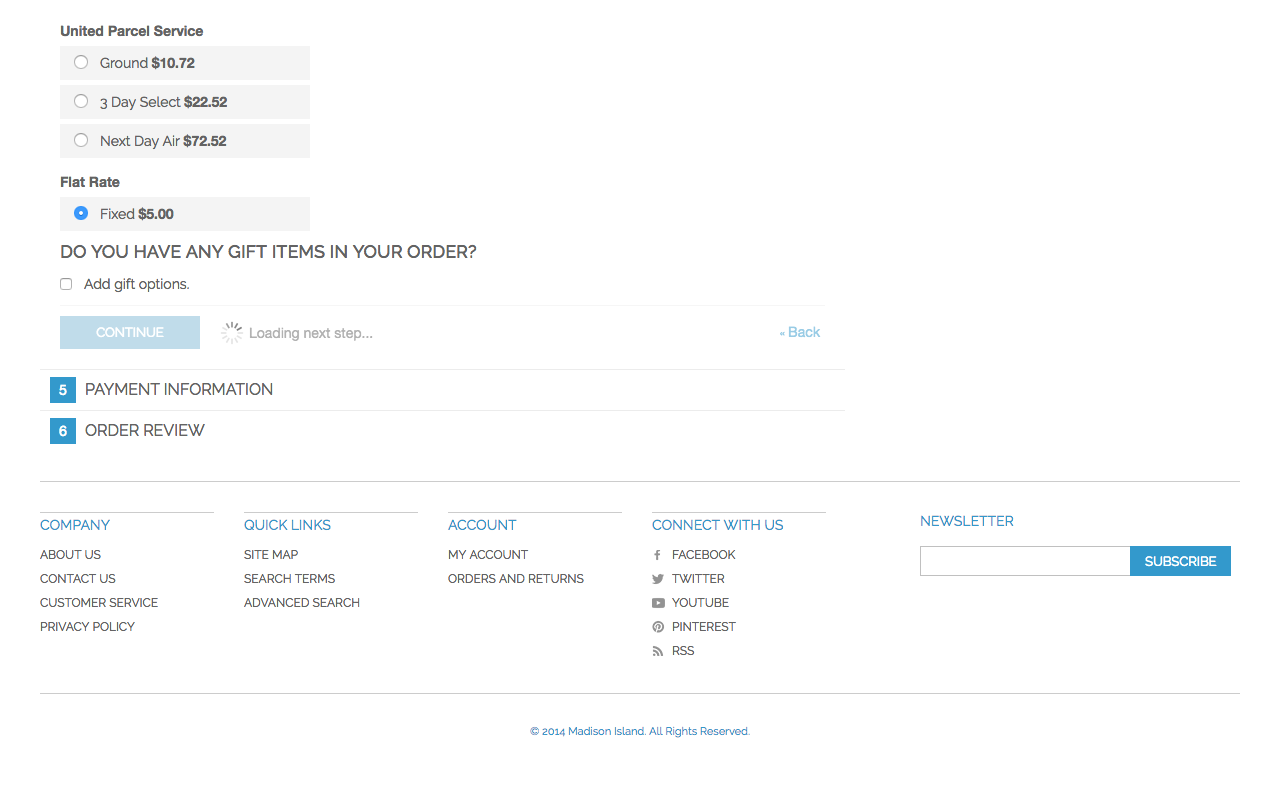 United Parcel Service
Ground $10.72
3 Day Select $22.52
Next Day Air $72.52
Flat Rate
Fixed $5.00
DO YOU HAVE ANY GIFT ITEMS IN YOUR ORDER?
Add gift options.
CONTINUE Loading next step... « Back
5 PAYMENT INFORMATION
6 ORDER REVIEW
COMPANY
ABOUT US
CONTACT US
CUSTOMER SERVICE
PRIVACY POLICY
QUICK LINKS
SITE MAP
SEARCH TERMS
ADVANCED SEARCH
ACCOUNT
MY ACCOUNT
ORDERS AND RETURNS
CONNECT WITH US
FACEBOOK
TWITTER
YOUTUBE
PINTEREST
RSS
NEWSLETTER
SUBSCRIBE
© 2014 Madison Island. All Rights Reserved.